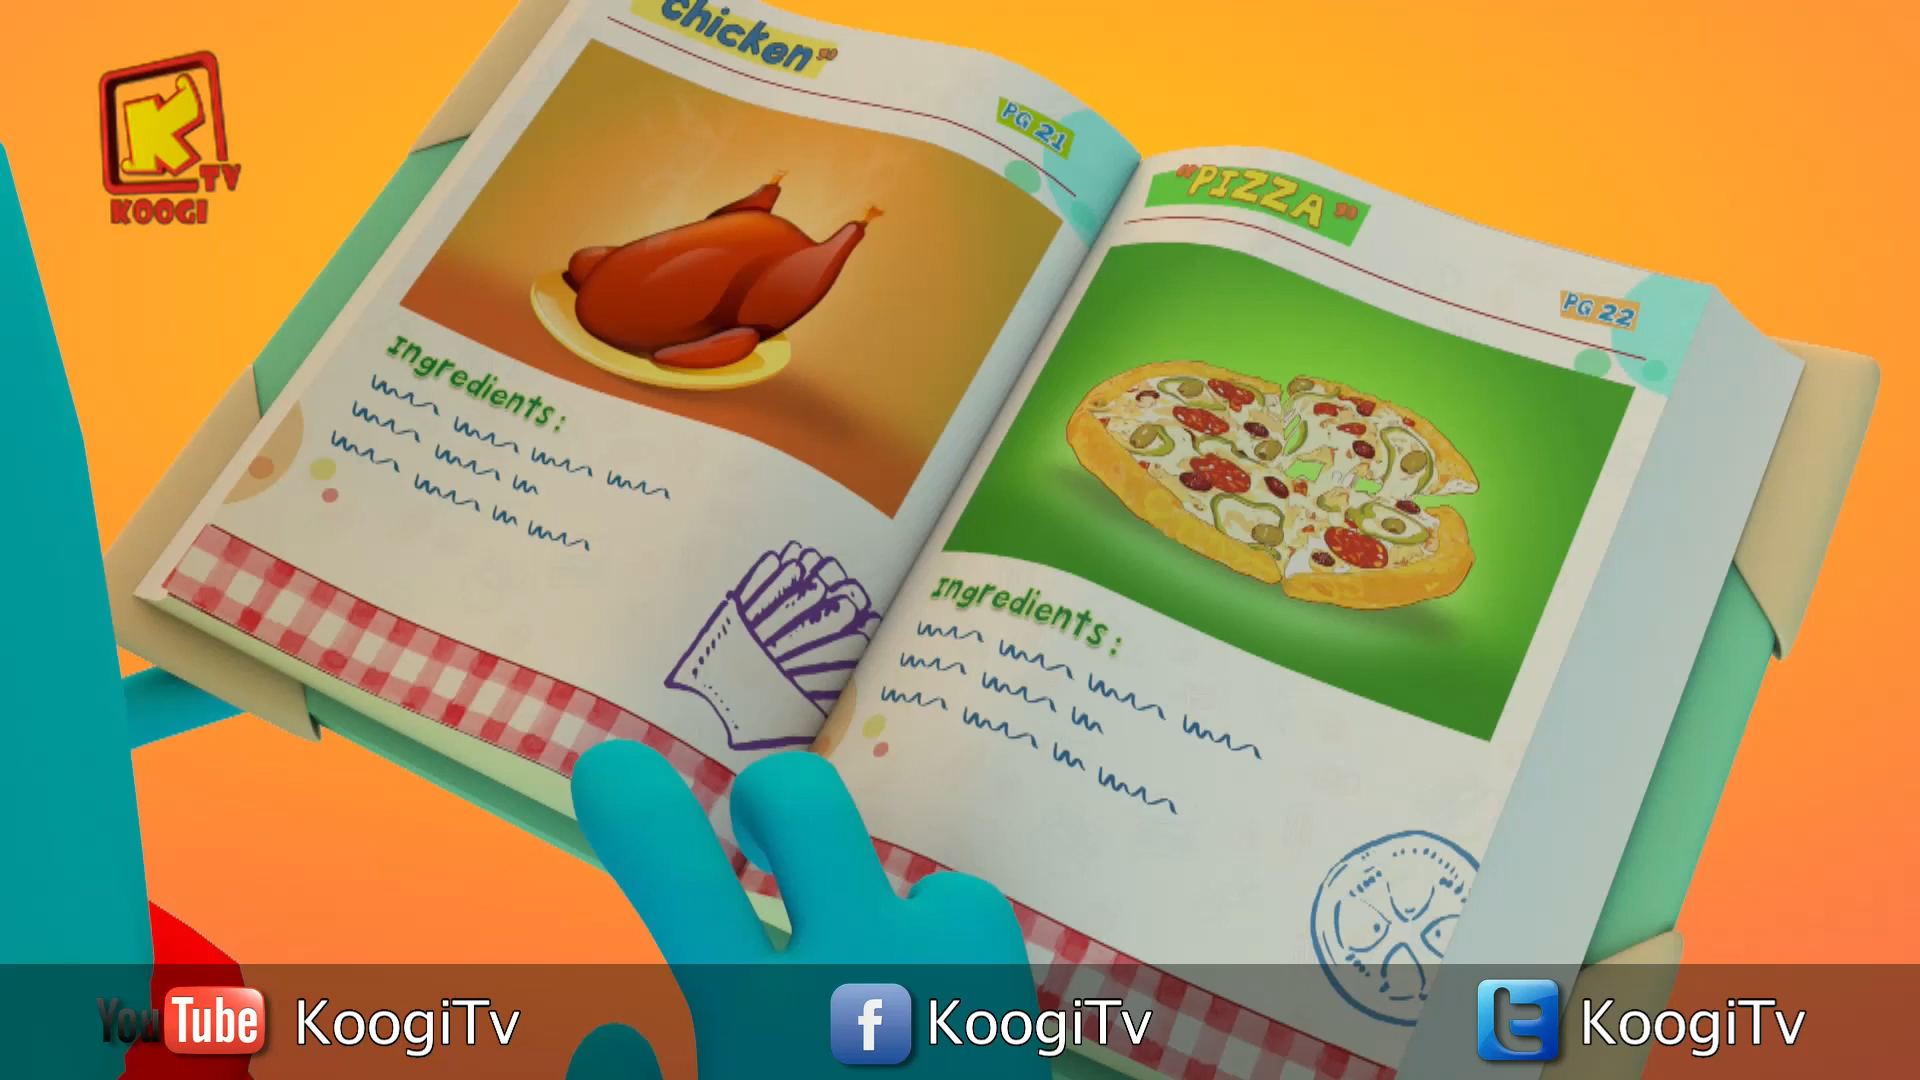 Chicken"
PG 21
"PIZZA"
PG 22
K
TV
KOOGI
Ingredients:
Ingredients:
YouTube KoogiTv
f KoogiTv
t KoogiTv